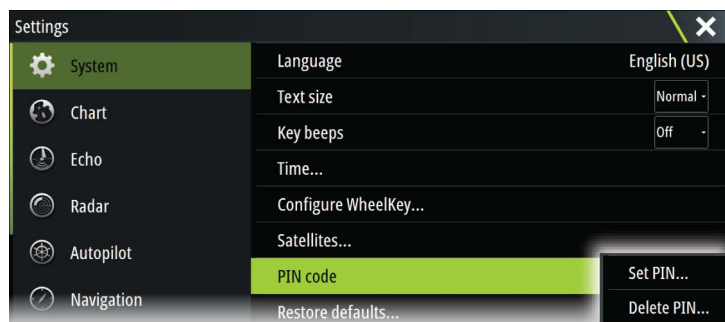 Settings
System
Chart
Echo
Radar
Autopilot
Navigation
Language English (US)
Text size Normal
Key beeps Off
Time...
Configure WheelKey...
Satellites...
PIN code
Restore defaults...
Set PIN...
Delete PIN...